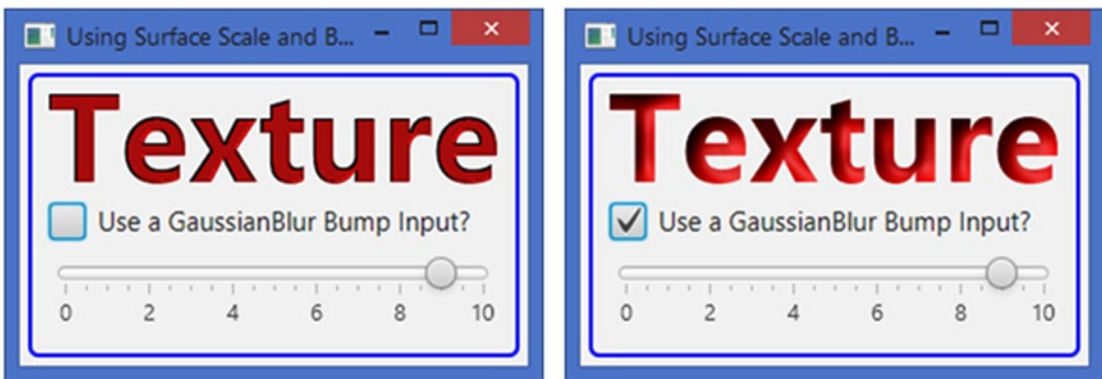 Using Surface Scale and B...
Texture
Use a GaussianBlur Bump Input?
0 2 4 6 8 10
Using Surface Scale and B...
Texture
Use a GaussianBlur Bump Input?
0 2 4 6 8 10